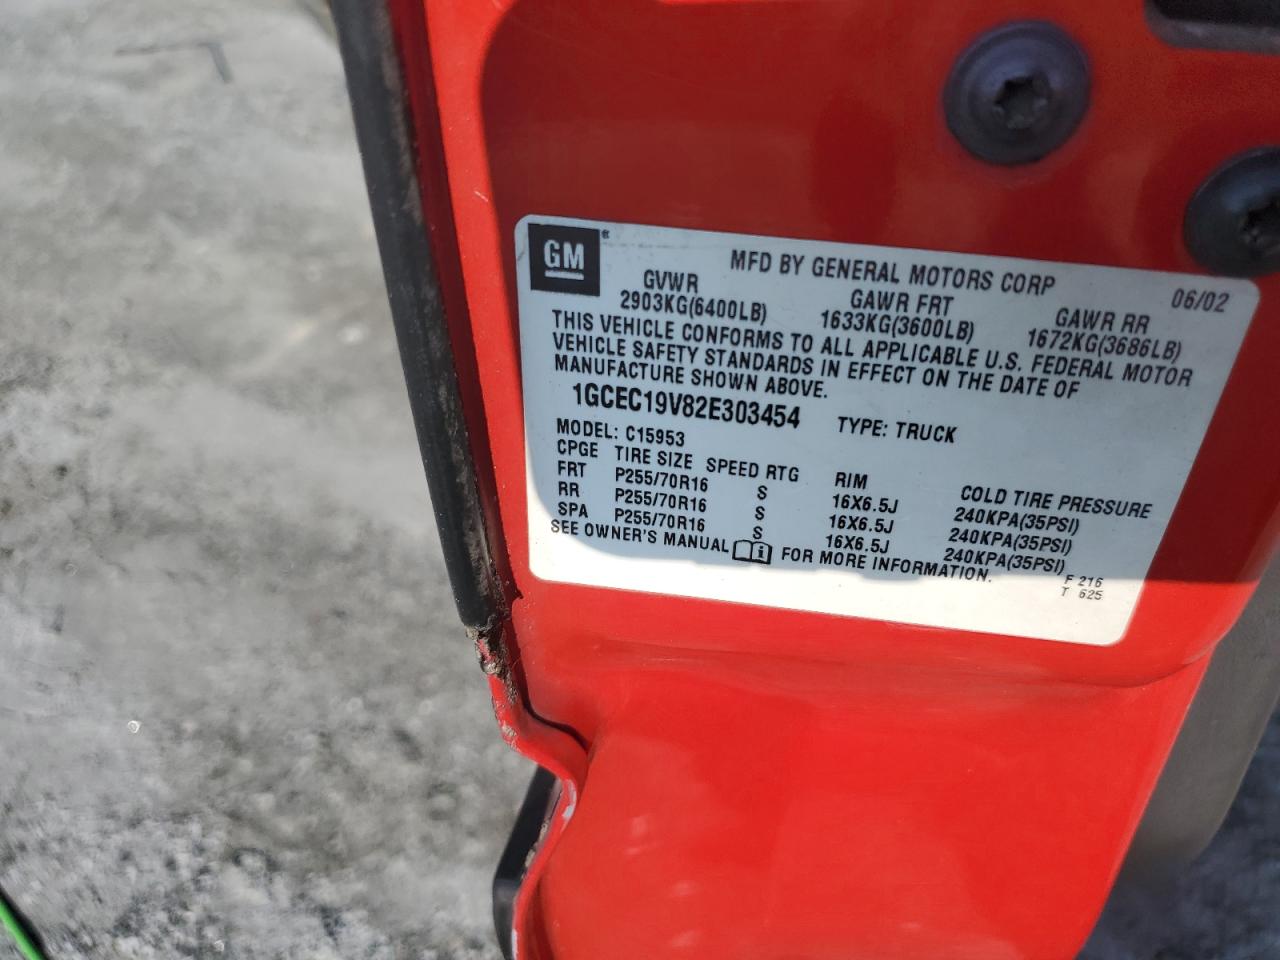 GM
MFD BY GENERAL MOTORS CORP 06/02
GVWR GAWR FRT GAWR RR
2903KG(6400LB) 1633KG(3600LB) 1672KG(3686LB)
THIS VEHICLE CONFORMS TO ALL APPLICABLE U.S. FEDERAL MOTOR
VEHICLE SAFETY STANDARDS IN EFFECT ON THE DATE OF
MANUFACTURE SHOWN ABOVE.
1GCEC19V82E303454 TYPE: TRUCK
MODEL: C15953
CPGE TIRE SIZE SPEED RTG RIM COLD TIRE PRESSURE
FRT P255/70R16 S 16X6.5J 240KPA(35PSI)
RR P255/70R16 S 16X6.5J 240KPA(35PSI)
SPA P255/70R16 S 16X6.5J 240KPA(35PSI)
SEE OWNER'S MANUAL i FOR MORE INFORMATION.
F 216
T 625